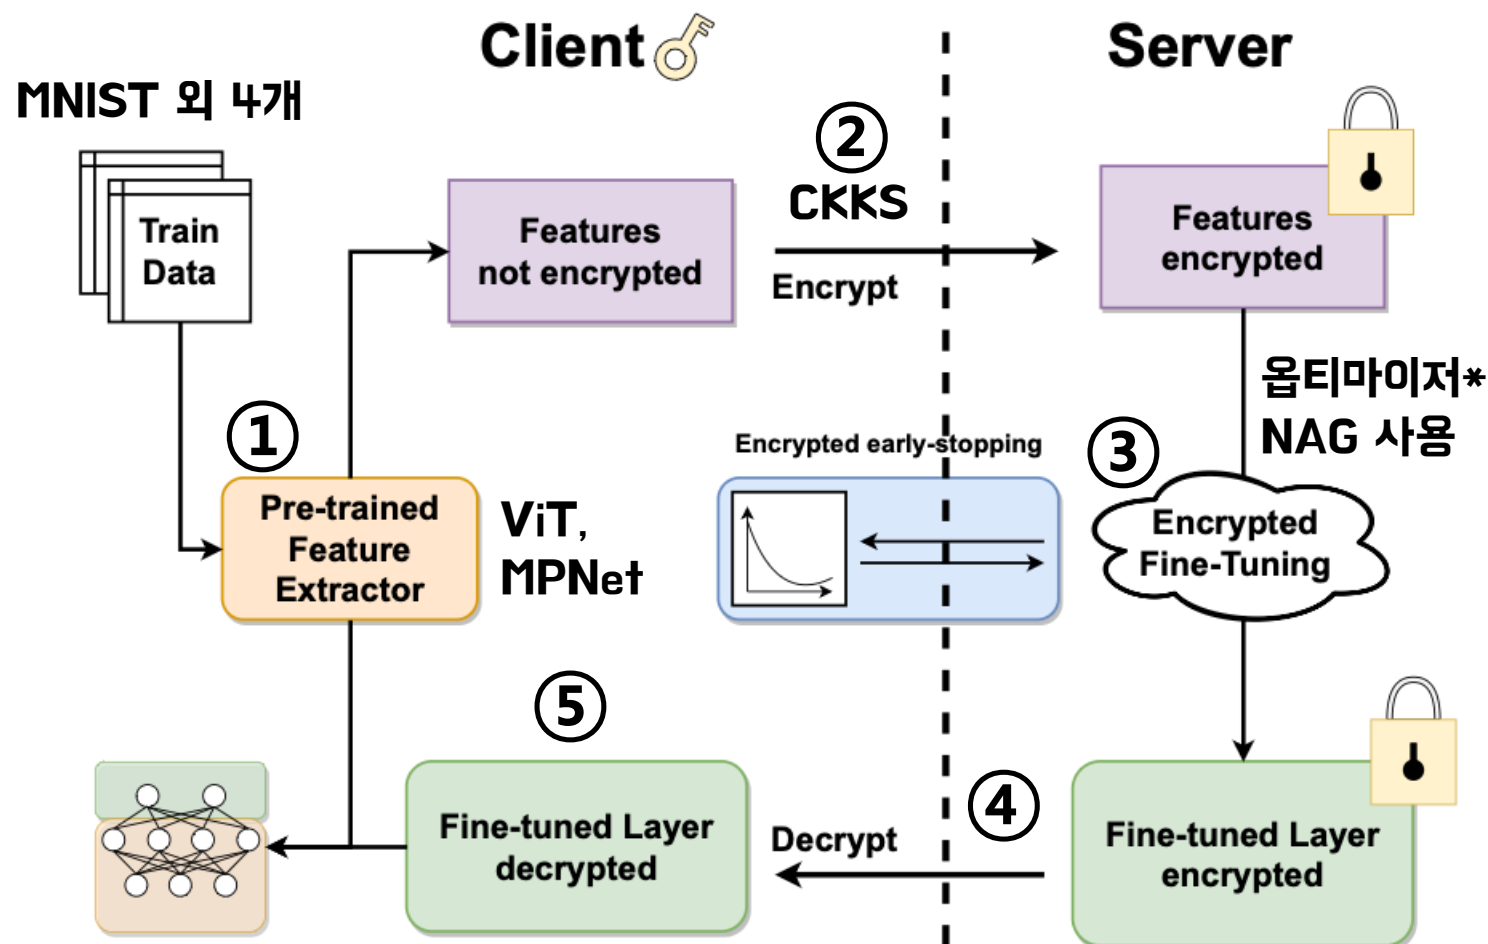 Client
Server
MNIST 외 4개
②
CKKS
Train
Data
Features
not encrypted
Encrypt
Features
encrypted
옵티마이저*
NAG 사용
①
Encrypted early-stopping
③
Pre-trained
Feature
Extractor
ViT,
MPNet
Encrypted
Fine-Tuning
⑤
④
Fine-tuned Layer
decrypted
Decrypt
Fine-tuned Layer
encrypted